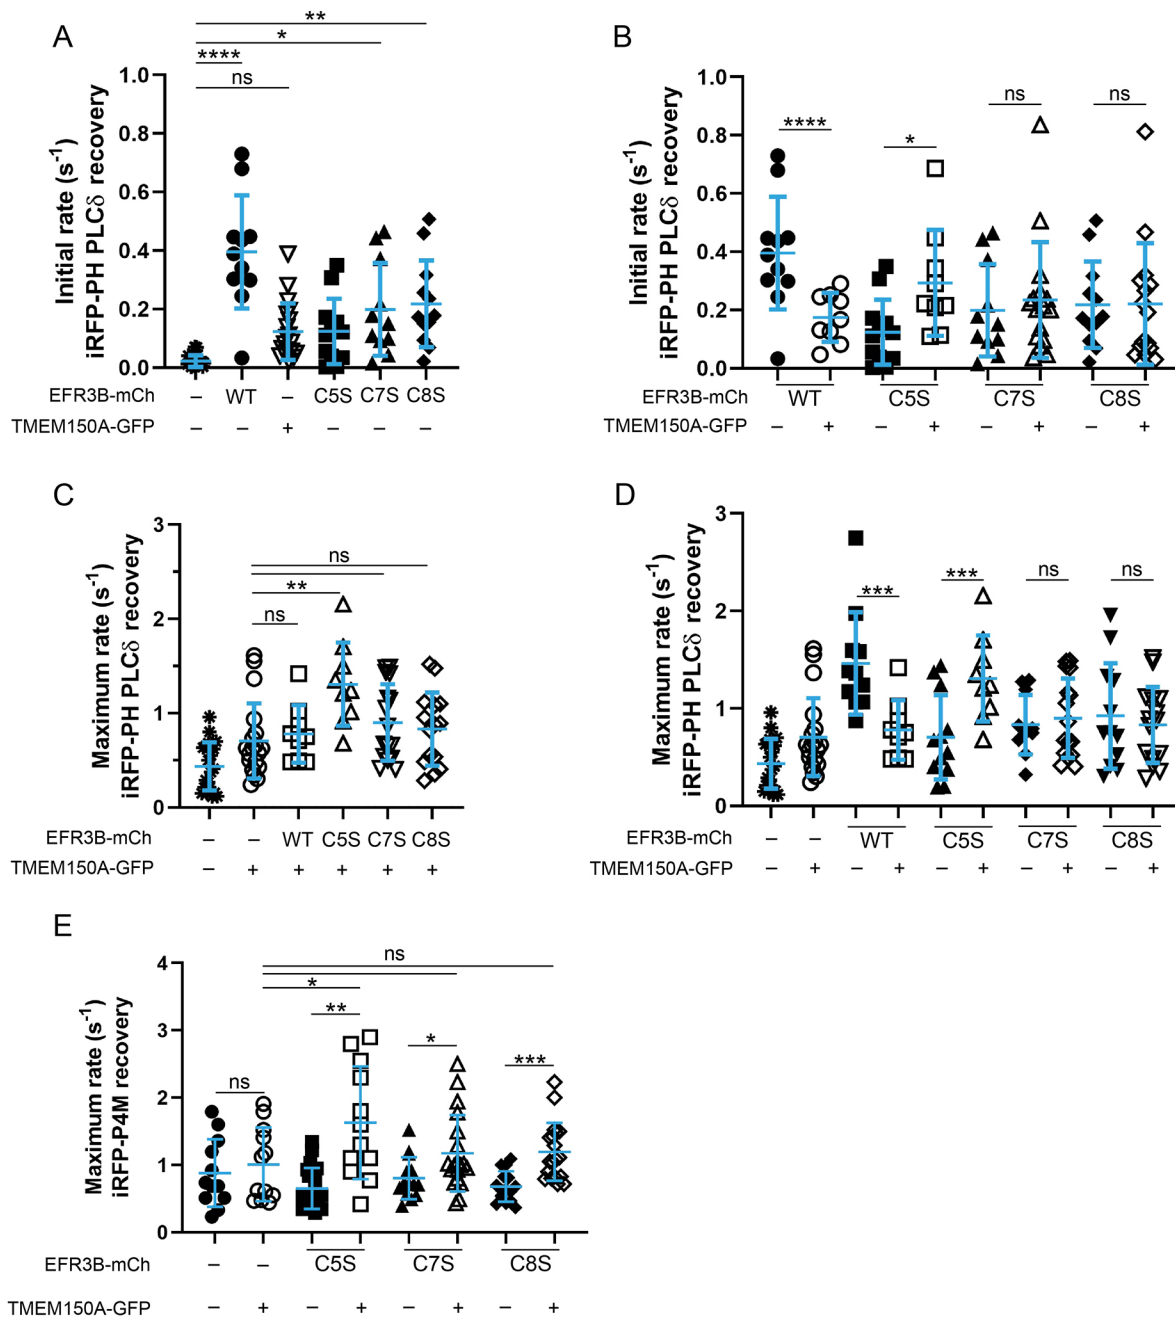 A
**
*
****
ns
Initial rate (s-1)
iRFP-PH PLCδ recovery
1.0
0.8
0.6
0.4
0.2
0.0
EFR3B-mCh – WT – C5S C7S C8S
TMEM150A-GFP – – + – – –
B
ns ns
****
*
Initial rate (s-1)
iRFP-PH PLCδ recovery
1.0
0.8
0.6
0.4
0.2
0.0
EFR3B-mCh WT C5S C7S C8S
TMEM150A-GFP – + – + – + – +
C
ns
**
ns
Maximum rate (s-1)
iRFP-PH PLCδ recovery
3
2
1
0
EFR3B-mCh – – WT C5S C7S C8S
TMEM150A-GFP – + + + + +
D
*** *** ns ns
Maximum rate (s-1)
iRFP-PH PLCδ recovery
3
2
1
0
EFR3B-mCh – – WT C5S C7S C8S
TMEM150A-GFP – + – + – + – +
E
ns
*
**
*
***
ns
Maximum rate (s-1)
iRFP-P4M recovery
4
3
2
1
0
EFR3B-mCh – – C5S C7S C8S
TMEM150A-GFP – + – + – + – +